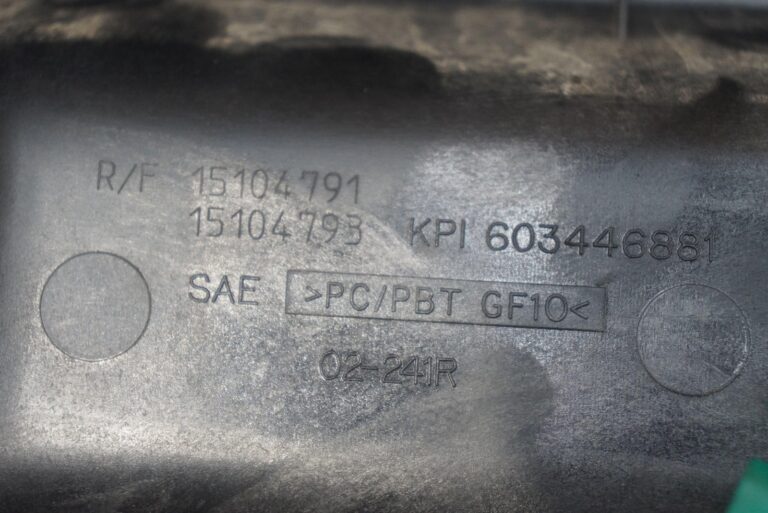 R/F 15104791
15104793 KPI 603446881
SAE >PC/PBT GF10<
02-241R